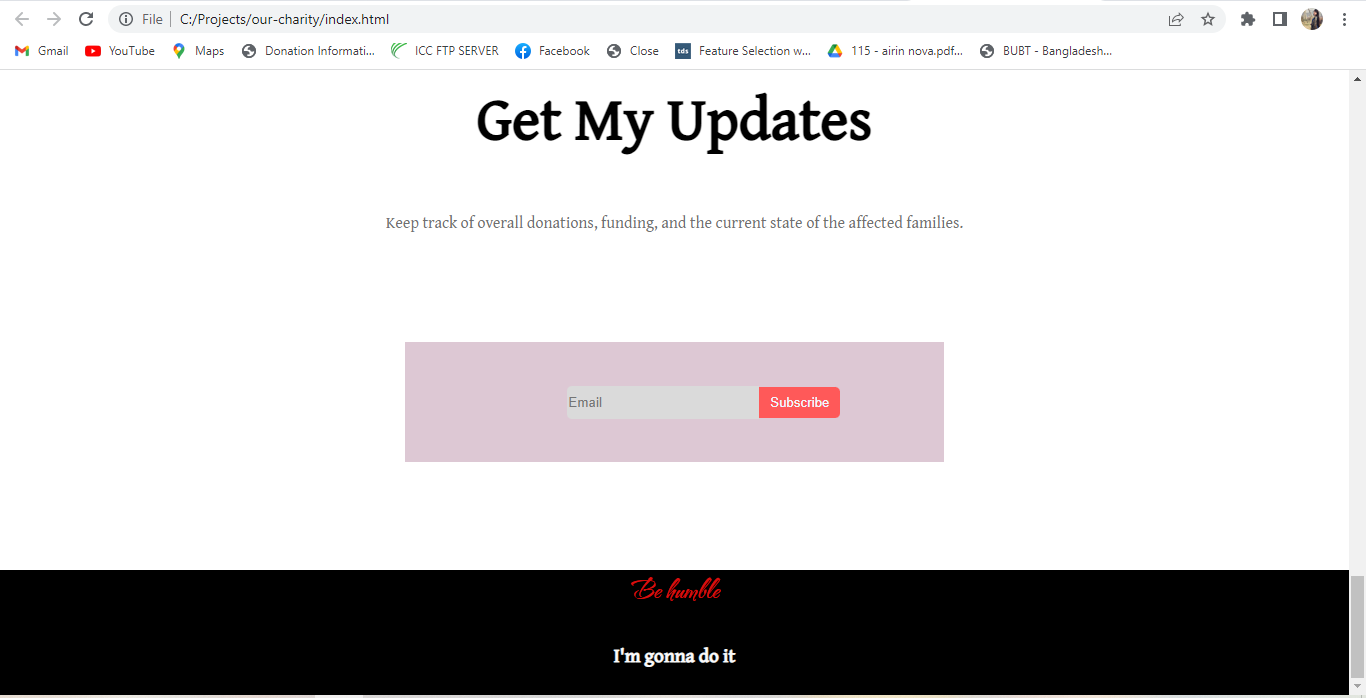 File | C:/Projects/our-charity/index.html
Gmail YouTube Maps Donation Informati... ICC FTP SERVER Facebook Close tds Feature Selection w... 115 - airin nova.pdf... BUBT - Bangladesh...
Get My Updates
Keep track of overall donations, funding, and the current state of the affected families.
Email Subscribe
Be humble
I'm gonna do it